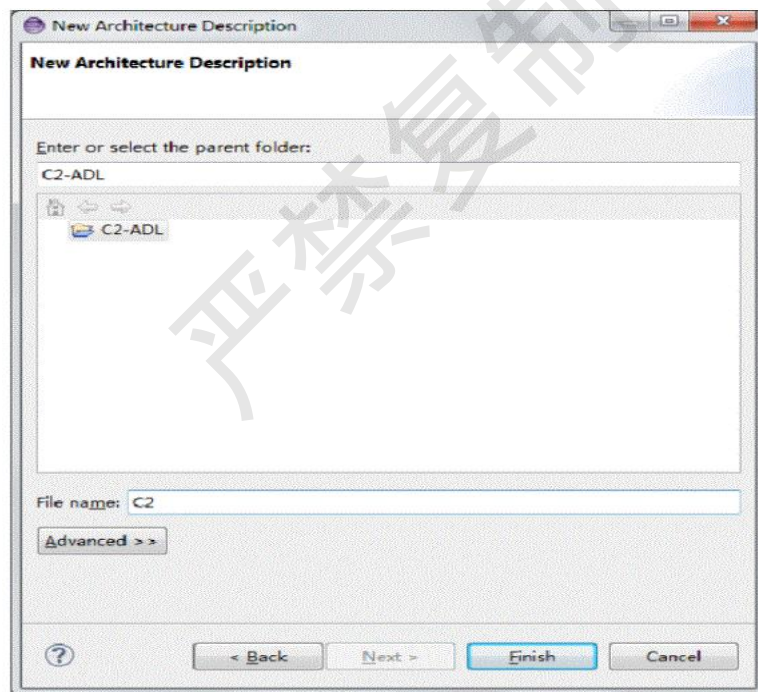 New Architecture Description
New Architecture Description
Enter or select the parent folder:
C2-ADL
C2-ADL
File name: C2
Advanced >>
< Back Next > Finish Cancel
严禁复制